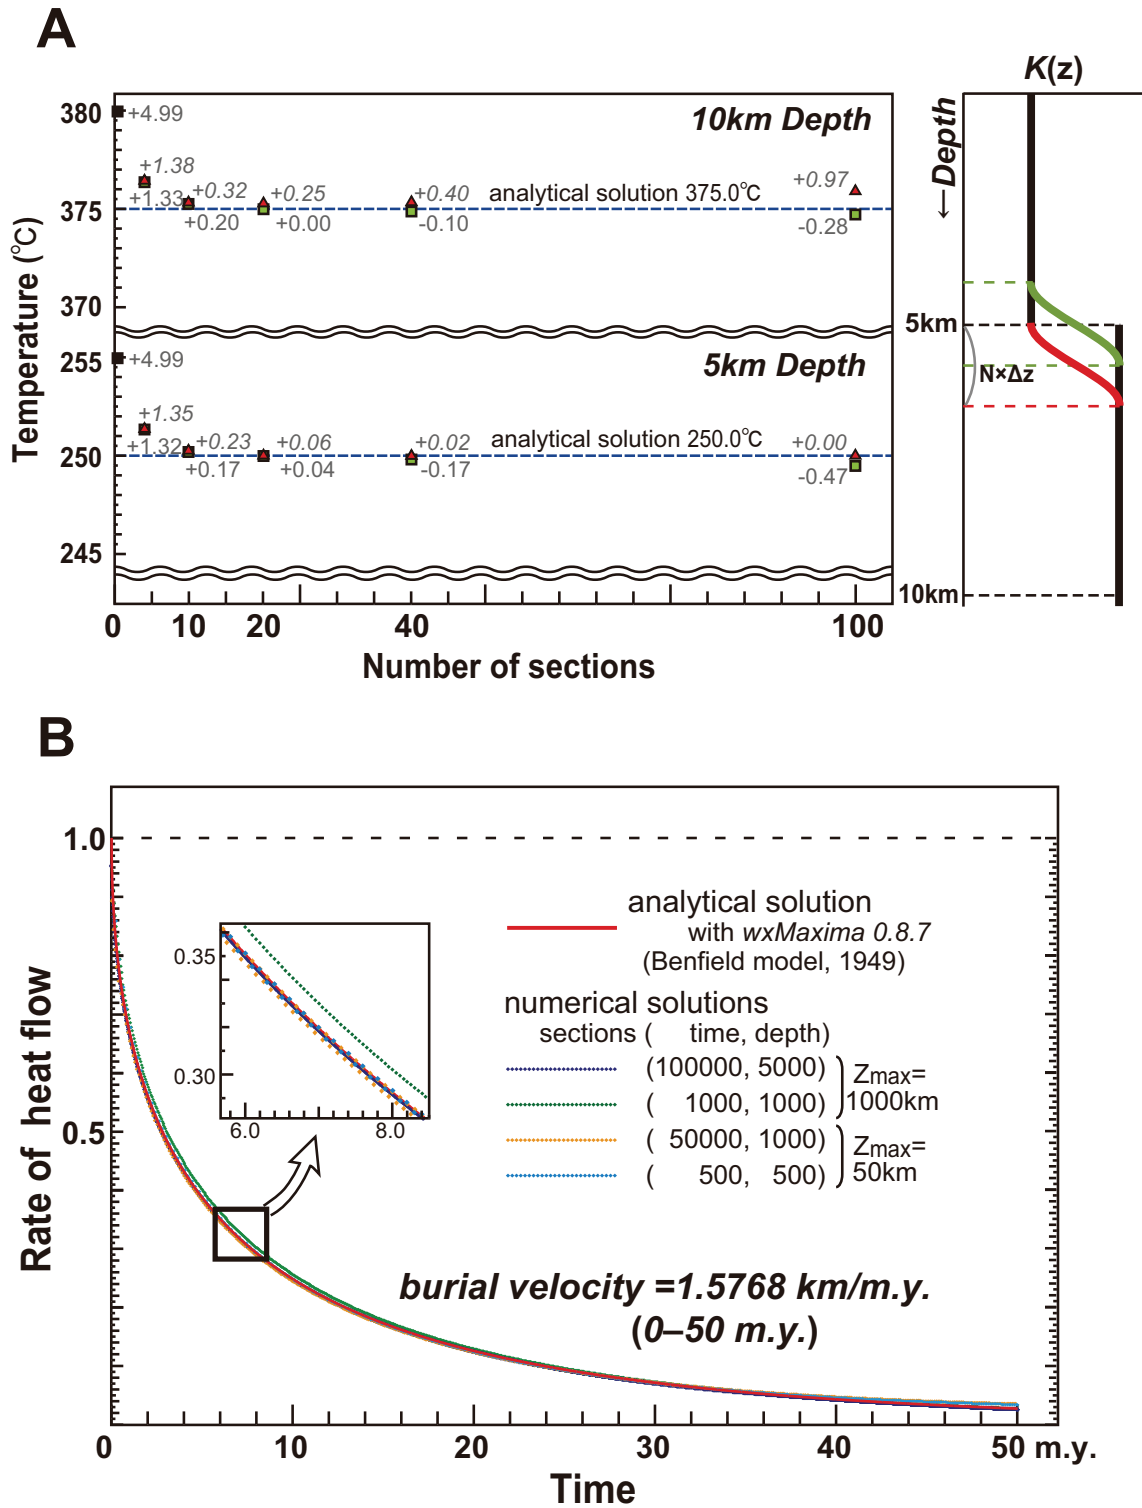 A
K(z)
380
+4.99
10km Depth
+1.38
+1.33
+0.32
+0.25
+0.40
analytical solution 375.0℃
+0.97
375
+0.20
+0.00
-0.10
-0.28
370
Temperature (℃)
←Depth
5km
255
+4.99
5km Depth
N×Δz
+1.35
+1.32
+0.23
+0.06
+0.02
analytical solution 250.0℃
+0.00
250
+0.17
+0.04
-0.17
-0.47
245
10km
0 10 20 40 100
Number of sections
B
1.0
analytical solution
with wxMaxima 0.8.7
(Benfield model, 1949)
numerical solutions
sections ( time, depth)
(100000, 5000)
( 1000, 1000)
Zmax=
1000km
( 50000, 1000)
( 500, 500)
Zmax=
50km
0.35
0.30
6.0 8.0
0.5
Rate of heat flow
burial velocity =1.5768 km/m.y.
(0–50 m.y.)
0 10 20 30 40 50 m.y.
Time